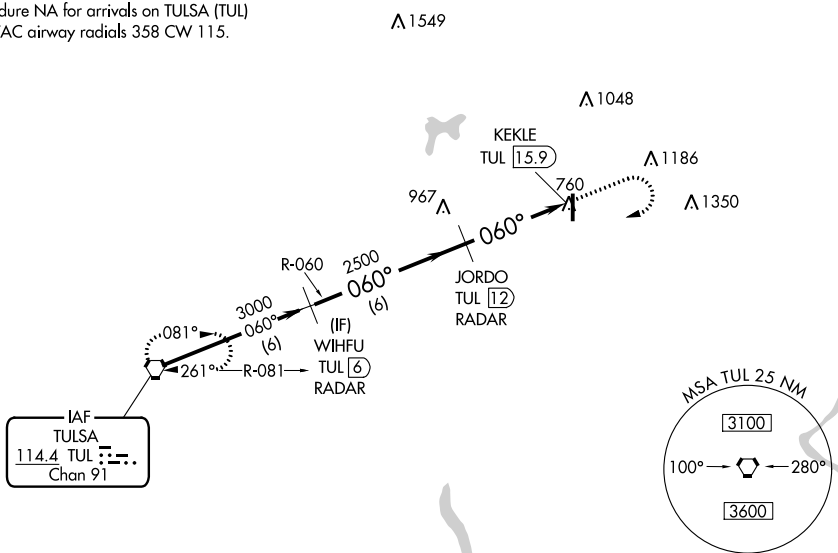 dure NA for arrivals on TULSA (TUL)
AC airway radials 358 CW 115.
1549
1048
KEKLE
TUL 15.9
1186
760
967
1350
060°
R-060
2500
060°
(6)
JORDO
TUL 12
RADAR
3000
060°
(6)
(IF)
WIHFU
TUL 6
RADAR
081°
261°
R-081
IAF
TULSA
114.4 TUL
Chan 91
MSA TUL 25 NM
3100
100°
280°
3600